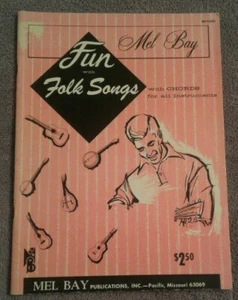 Mel Bay
Fun
with
Folk Songs
with CHORDS
for all instruments
$2.50
MEL BAY PUBLICATIONS, INC.—Pacific, Missouri 63069